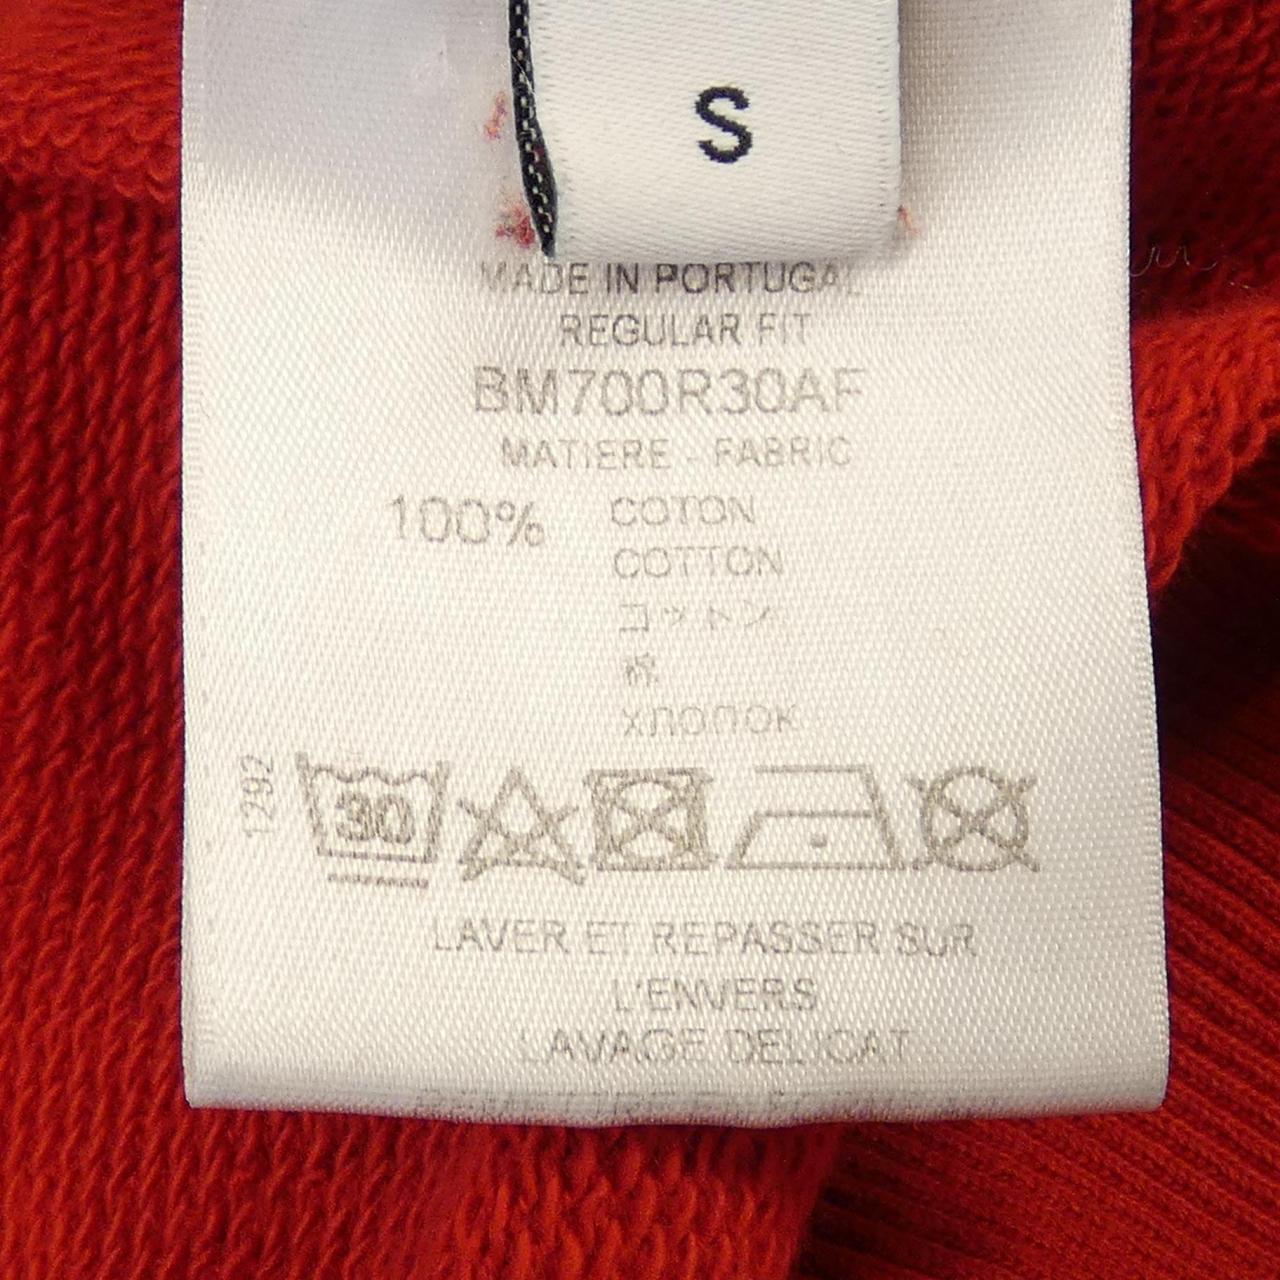 S
MADE IN PORTUGAL
REGULAR FIT
BM700R30AF
MATIERE - FABRIC
100% COTON
COTTON
コットン
棉
хлопок
1292
30
LAVER ET REPASSER SUR
L'ENVERS
LAVAGE DELICAT